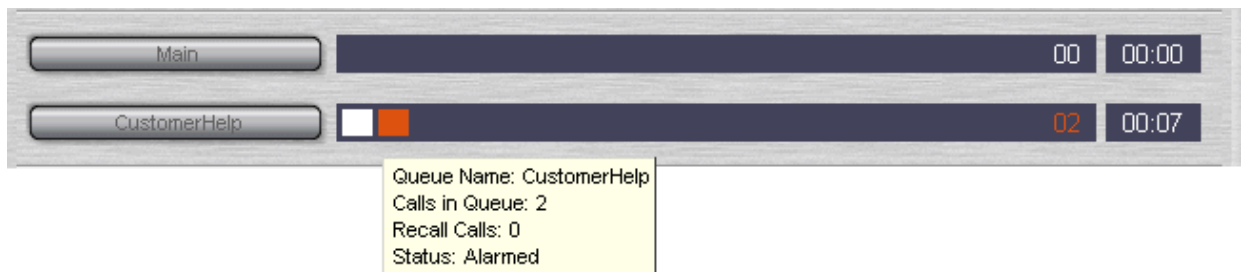 Main 00 00:00
CustomerHelp 02 00:07
Queue Name: CustomerHelp
Calls in Queue: 2
Recall Calls: 0
Status: Alarmed